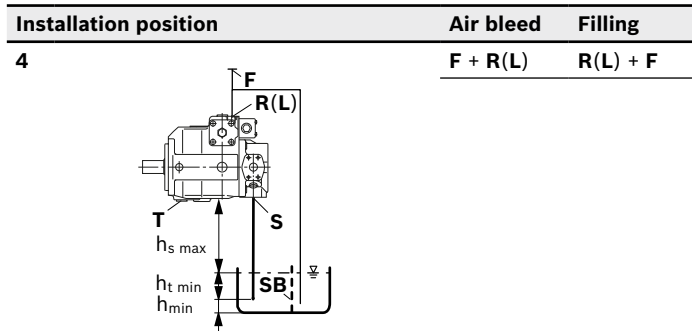 Installation position Air bleed Filling
4 F + R(L) R(L) + F
F
R(L)
T
S
hs max
ht min
SB
hmin